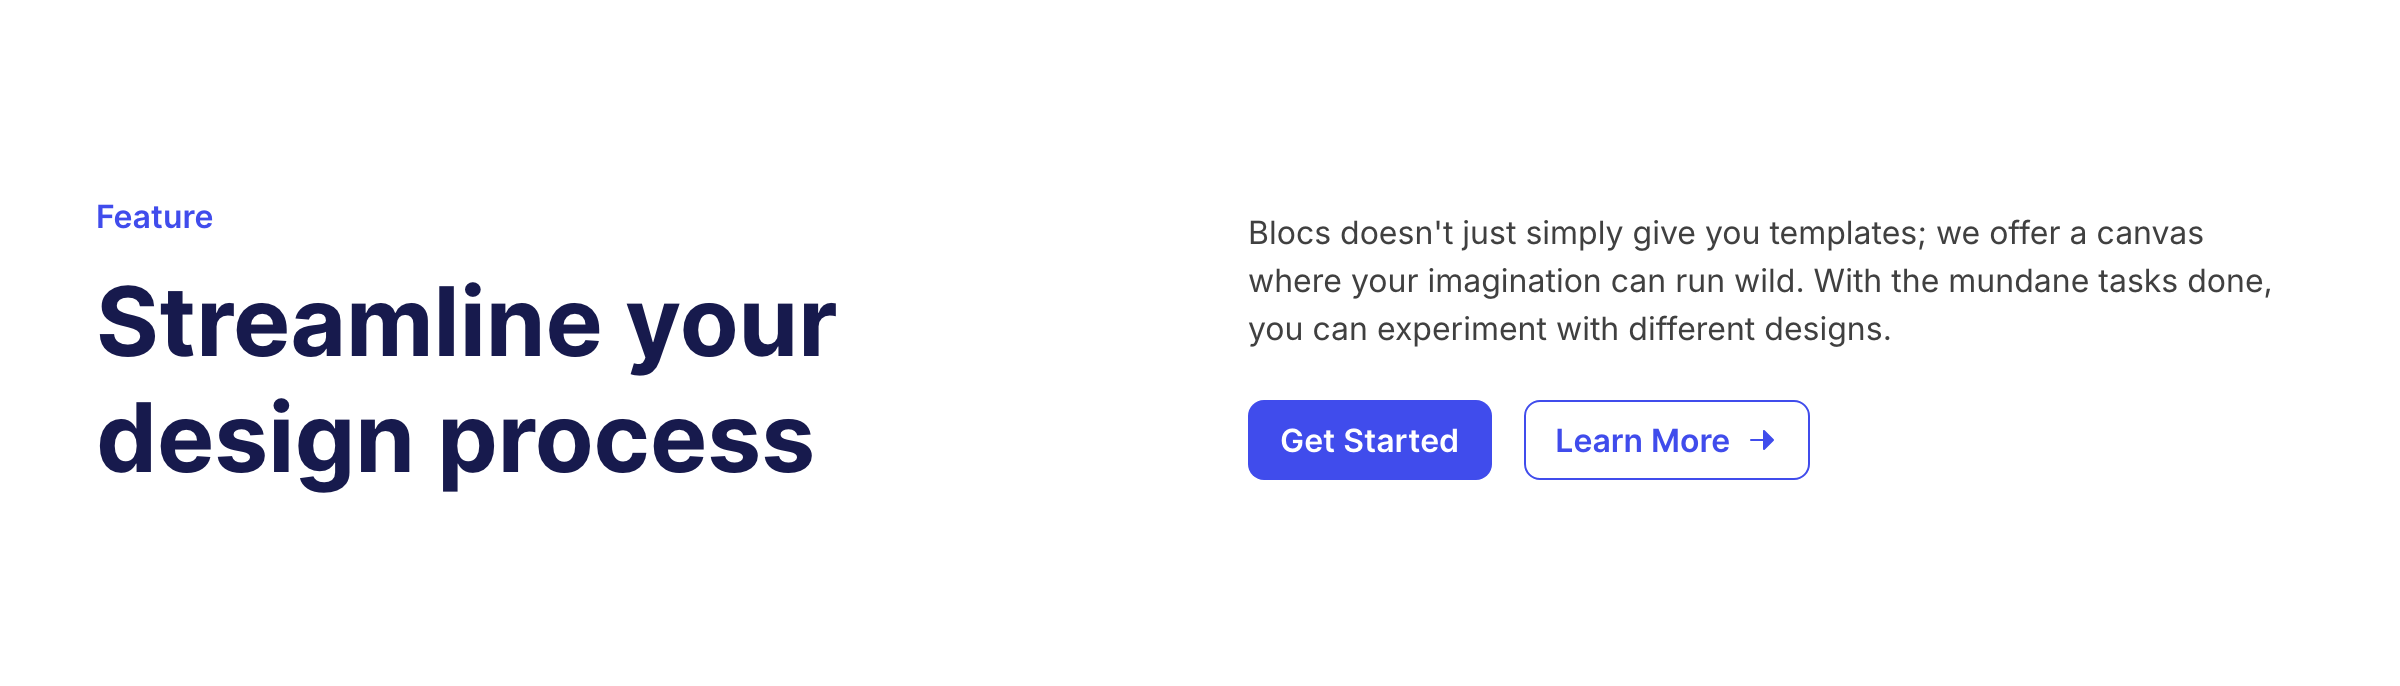 Feature
Streamline your
design process
Blocs doesn't just simply give you templates; we offer a canvas
where your imagination can run wild. With the mundane tasks done,
you can experiment with different designs.
Get Started
Learn More